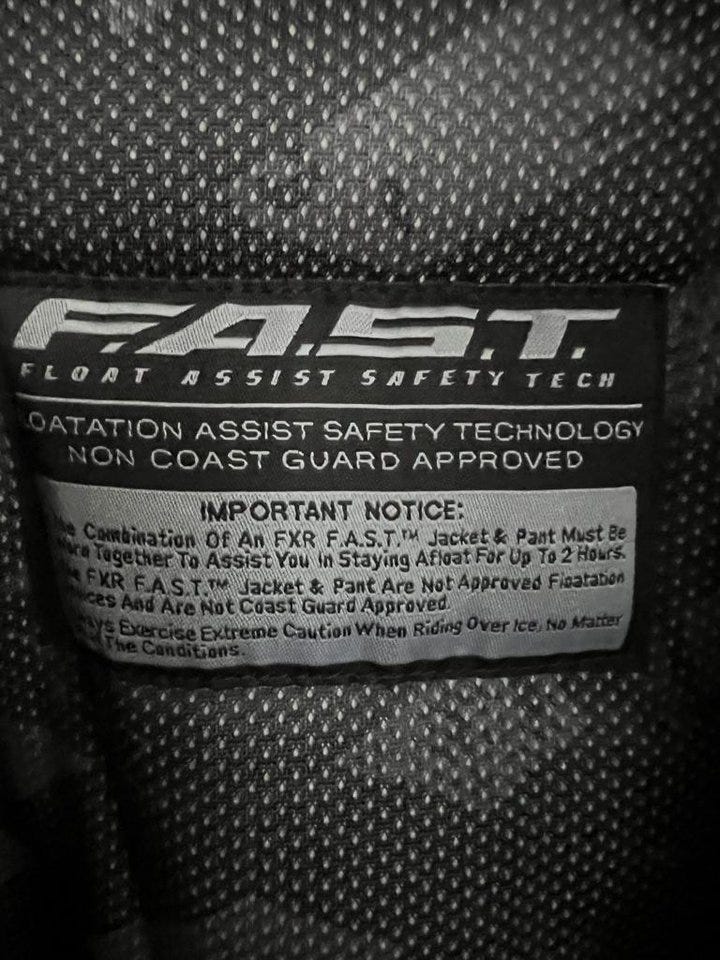 F.A.S.T.
FLOAT ASSIST SAFETY TECH
OATATION ASSIST SAFETY TECHNOLOGY
NON COAST GUARD APPROVED
IMPORTANT NOTICE:
Combination Of An FXR F.A.S.T.™ Jacket & Pant Must Be
Together To Assist You In Staying Afloat For Up To 2 Hours.
FXR F.A.S.T.™ Jacket & Pant Are Not Approved Floatation
And Are Not Coast Guard Approved.
Exercise Extreme Caution When Riding Over Ice, No Matter
The Conditions.